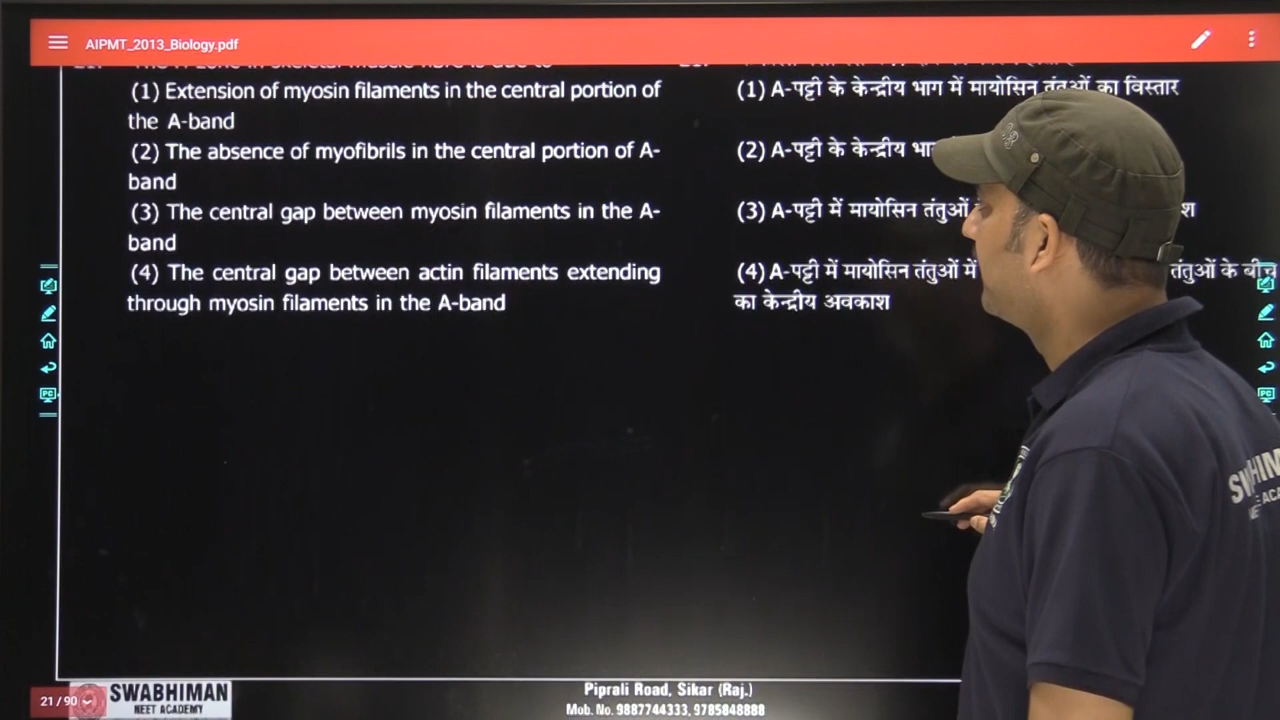 AIPMT_2013_Biology.pdf
(1) Extension of myosin filaments in the central portion of
the A-band
(2) The absence of myofibrils in the central portion of A-
band
(3) The central gap between myosin filaments in the A-
band
(4) The central gap between actin filaments extending
through myosin filaments in the A-band
(1) A-पट्टी के केन्द्रीय भाग में मायोसिन तंतुओं का विस्तार
(2) A-पट्टी के केन्द्रीय
(3) A-पट्टी में मायोसिन तंतुओं
(4) A-पट्टी में मायोसिन तंतुओं में तंतुओं के बीच
का केन्द्रीय अवकाश
PC
PC
21 / 90
SWABHIMAN
NEET ACADEMY
Piprali Road, Sikar (Raj.)
Mob. No. 9887744333, 9785848888